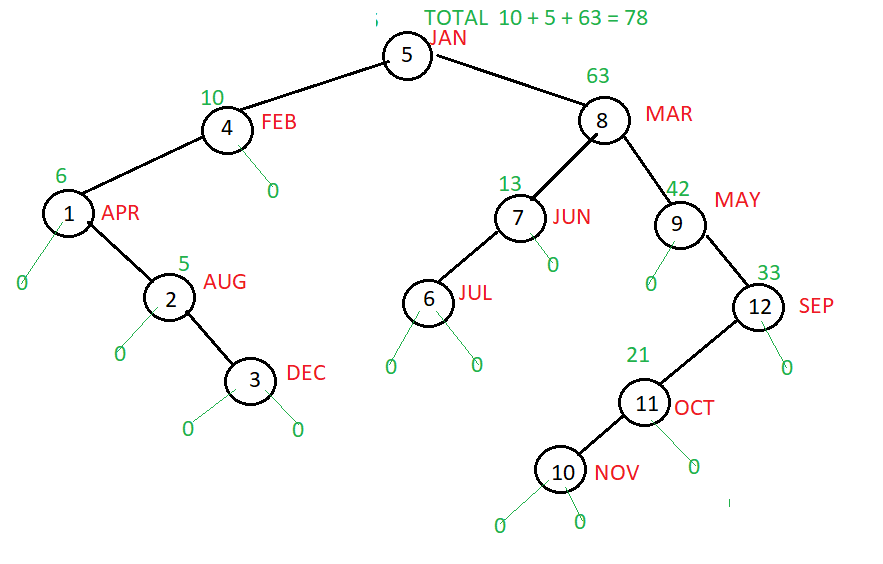 TOTAL 10 + 5 + 63 = 78
5 JAN
63
10
4 FEB
8 MAR
6
0
13
42
1 APR
7 JUN
9 MAY
0
5
0
0
33
2 AUG
6 JUL
12 SEP
0
21
0
0
0
3 DEC
11 OCT
0
0
0
10 NOV
0
0